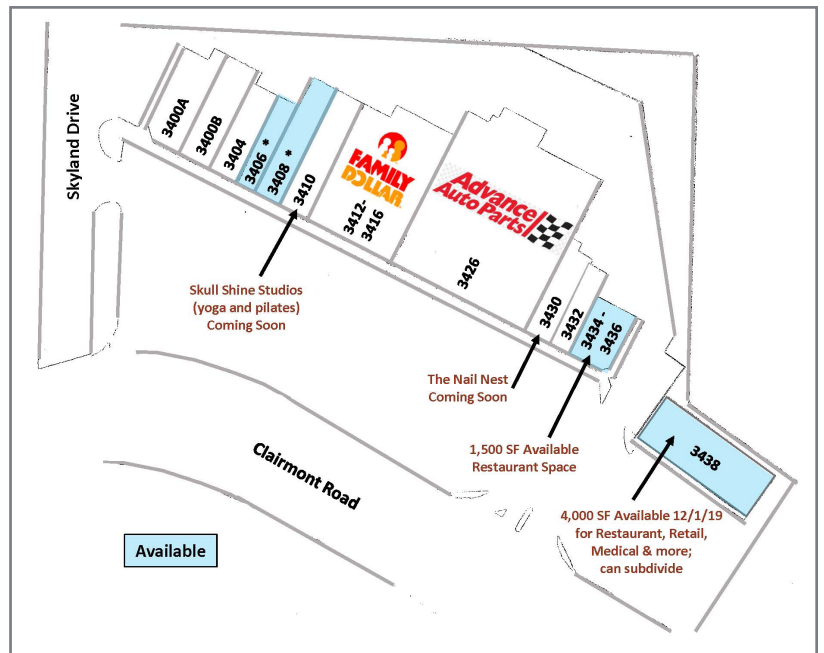 Skyland Drive
3400A
3400B
3404
3406 *
3408 *
3410
FAMILY
DOLLAR
3412-
3416
Advance
Auto Parts
3426
3430
3432
3434 -
3436
3438
Skull Shine Studios
(yoga and pilates)
Coming Soon
The Nail Nest
Coming Soon
1,500 SF Available
Restaurant Space
4,000 SF Available 12/1/19
for Restaurant, Retail,
Medical & more;
can subdivide
Clairmont Road
Available